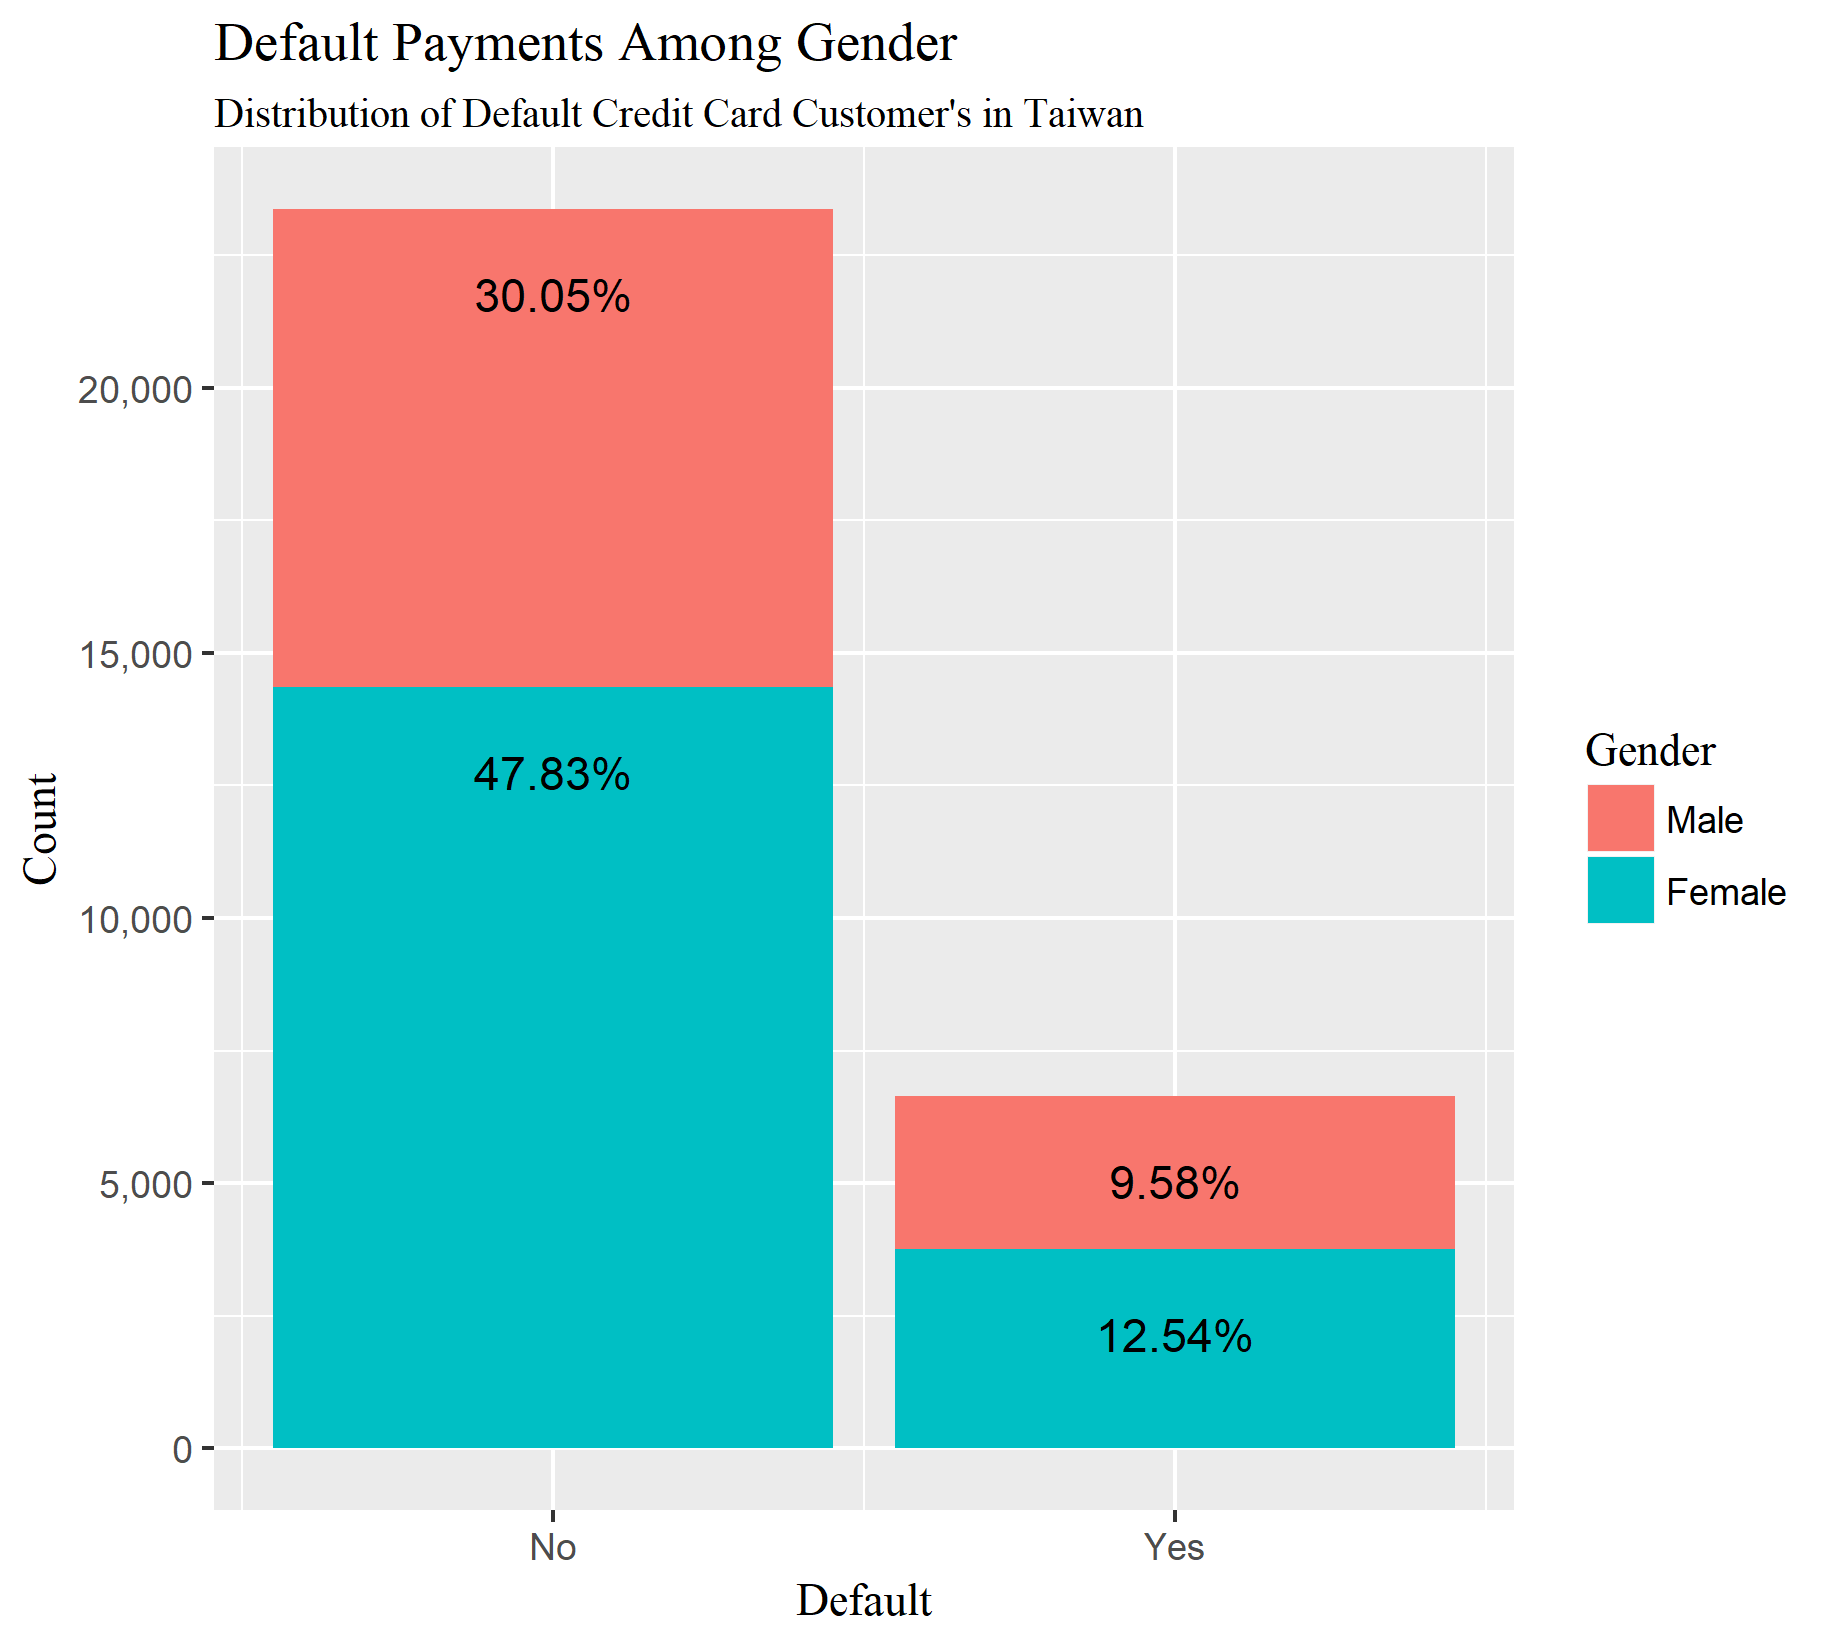 Default Payments Among Gender
Distribution of Default Credit Card Customer's in Taiwan
30.05%
20,000
15,000
47.83%
Gender
Male
Count
Female
10,000
5,000
9.58%
12.54%
0
No
Yes
Default